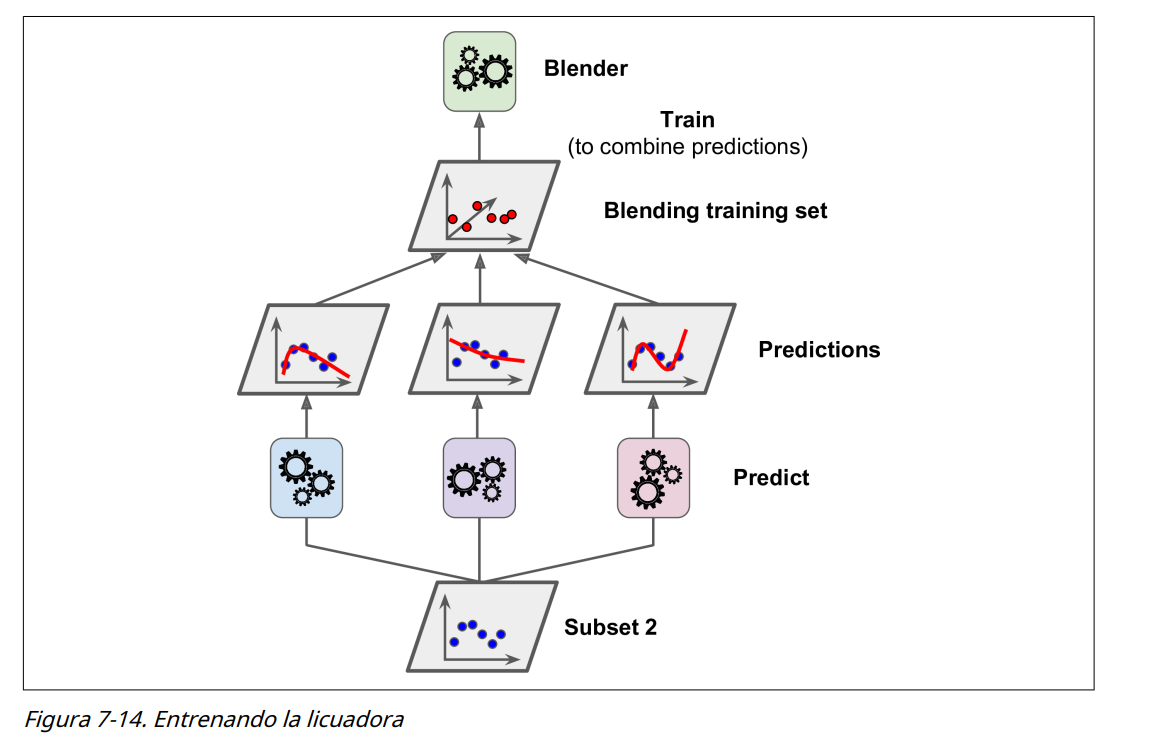 Blender
Train
(to combine predictions)
Blending training set
Predictions
Predict
Subset 2
Figura 7-14. Entrenando la licuadora